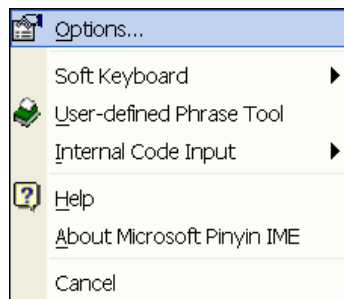 Options...
Soft Keyboard
User-defined Phrase Tool
Internal Code Input
Help
About Microsoft Pinyin IME
Cancel